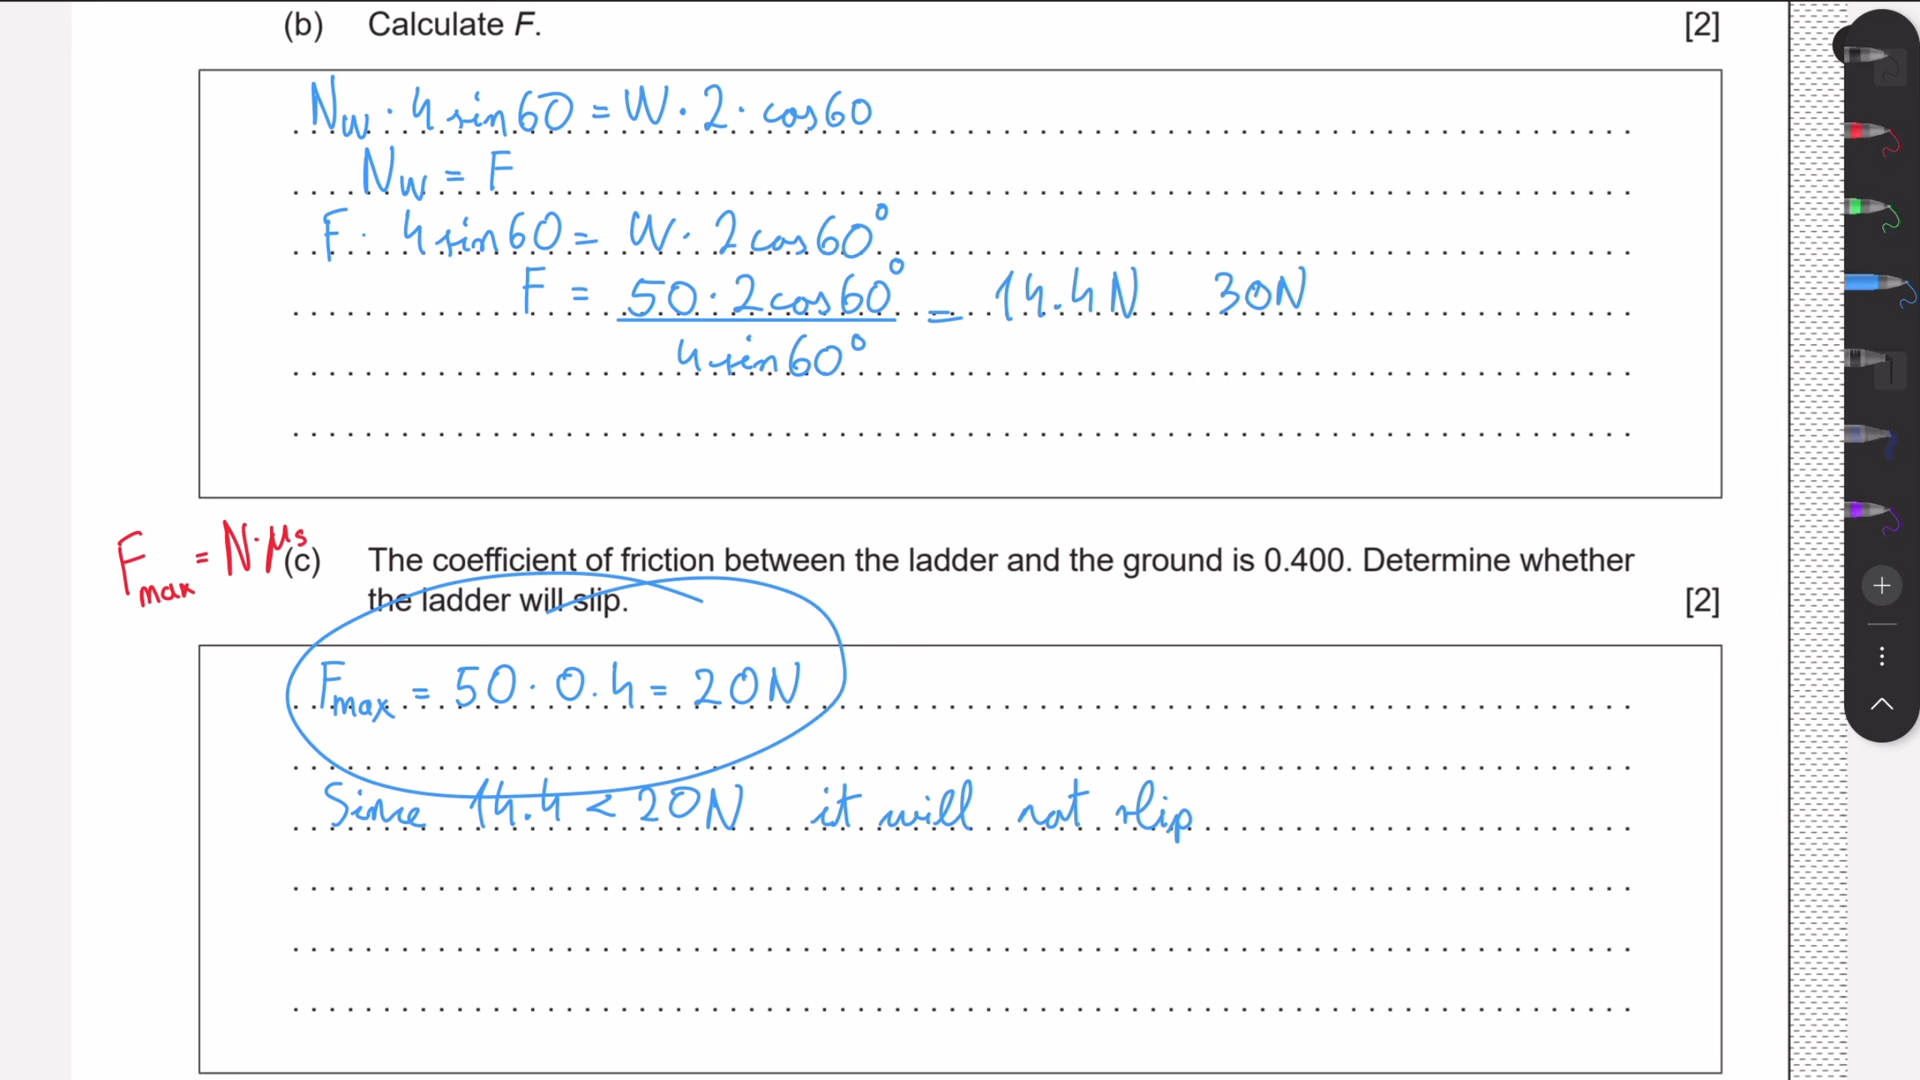 (b) Calculate F. [2]
N_W · 4 sin 60 = W · 2 · cos 60
N_W = F
F · 4 sin 60 = W · 2 cos 60°
F = 50 · 2 cos 60° / 4 sin 60° = 14.4 N 30N
F_max = N · μ_s
(c) The coefficient of friction between the ladder and the ground is 0.400. Determine whether
the ladder will slip. [2]
F_max = 50 · 0.4 = 20 N
Since 14.4 < 20 N it will not slip